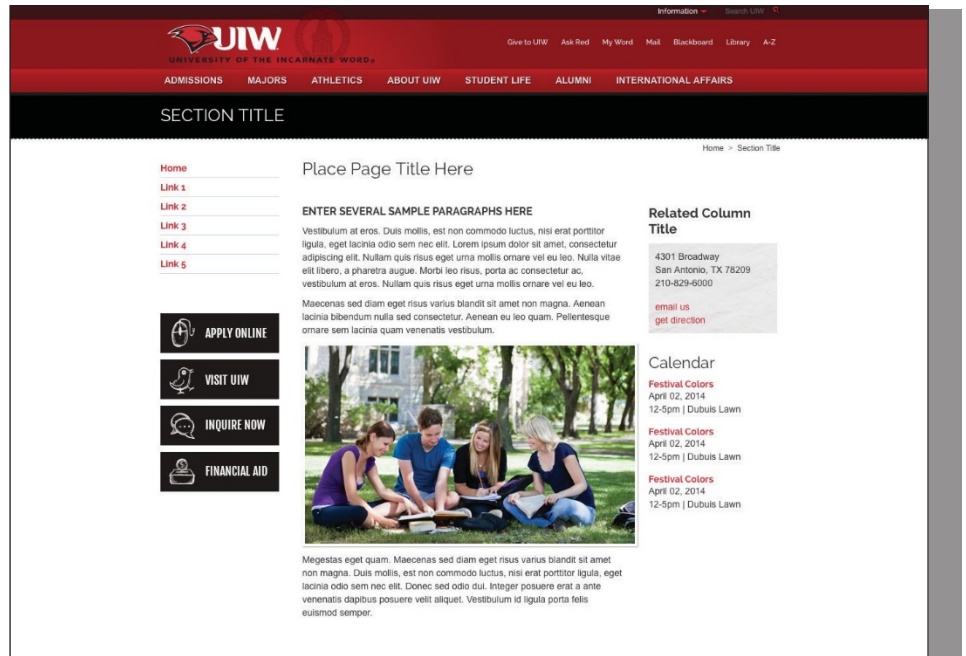 Information
Search UIW
UIW
UNIVERSITY OF THE INCARNATE WORD®
Give to UIW Ask Red My Word Mail Blackboard Library A-Z
ADMISSIONS MAJORS ATHLETICS ABOUT UIW STUDENT LIFE ALUMNI INTERNATIONAL AFFAIRS
SECTION TITLE
Home > Section Title
Home
Link 1
Link 2
Link 3
Link 4
Link 5
APPLY ONLINE
VISIT UIW
INQUIRE NOW
FINANCIAL AID
Place Page Title Here
ENTER SEVERAL SAMPLE PARAGRAPHS HERE
Vestibulum at eros. Duis mollis, est non commodo luctus, nisi erat porttitor
ligula, eget lacinia odio sem nec elit. Lorem ipsum dolor sit amet, consectetur
adipiscing elit. Nullam quis risus eget urna mollis ornare vel eu leo. Nulla vitae
elit libero, a pharetra augue. Morbi leo risus, porta ac consectetur ac,
vestibulum at eros. Nullam quis risus eget urna mollis ornare vel eu leo.
Maecenas sed diam eget risus varius blandit sit amet non magna. Aenean
lacinia bibendum nulla sed consectetur. Aenean eu leo quam. Pellentesque
ornare sem lacinia quam venenatis vestibulum.
Megestas eget quam. Maecenas sed diam eget risus varius blandit sit amet
non magna. Duis mollis, est non commodo luctus, nisi erat porttitor ligula, eget
lacinia odio sem nec elit. Donec sed odio dui. Integer posuere erat a ante
venenatis dapibus posuere velit aliquet. Vestibulum id ligula porta felis
euismod semper.
Related Column
Title
4301 Broadway
San Antonio, TX 78209
210-829-6000
email us
get direction
Calendar
Festival Colors
April 02, 2014
12-5pm | Dubuis Lawn
Festival Colors
April 02, 2014
12-5pm | Dubuis Lawn
Festival Colors
April 02, 2014
12-5pm | Dubuis Lawn